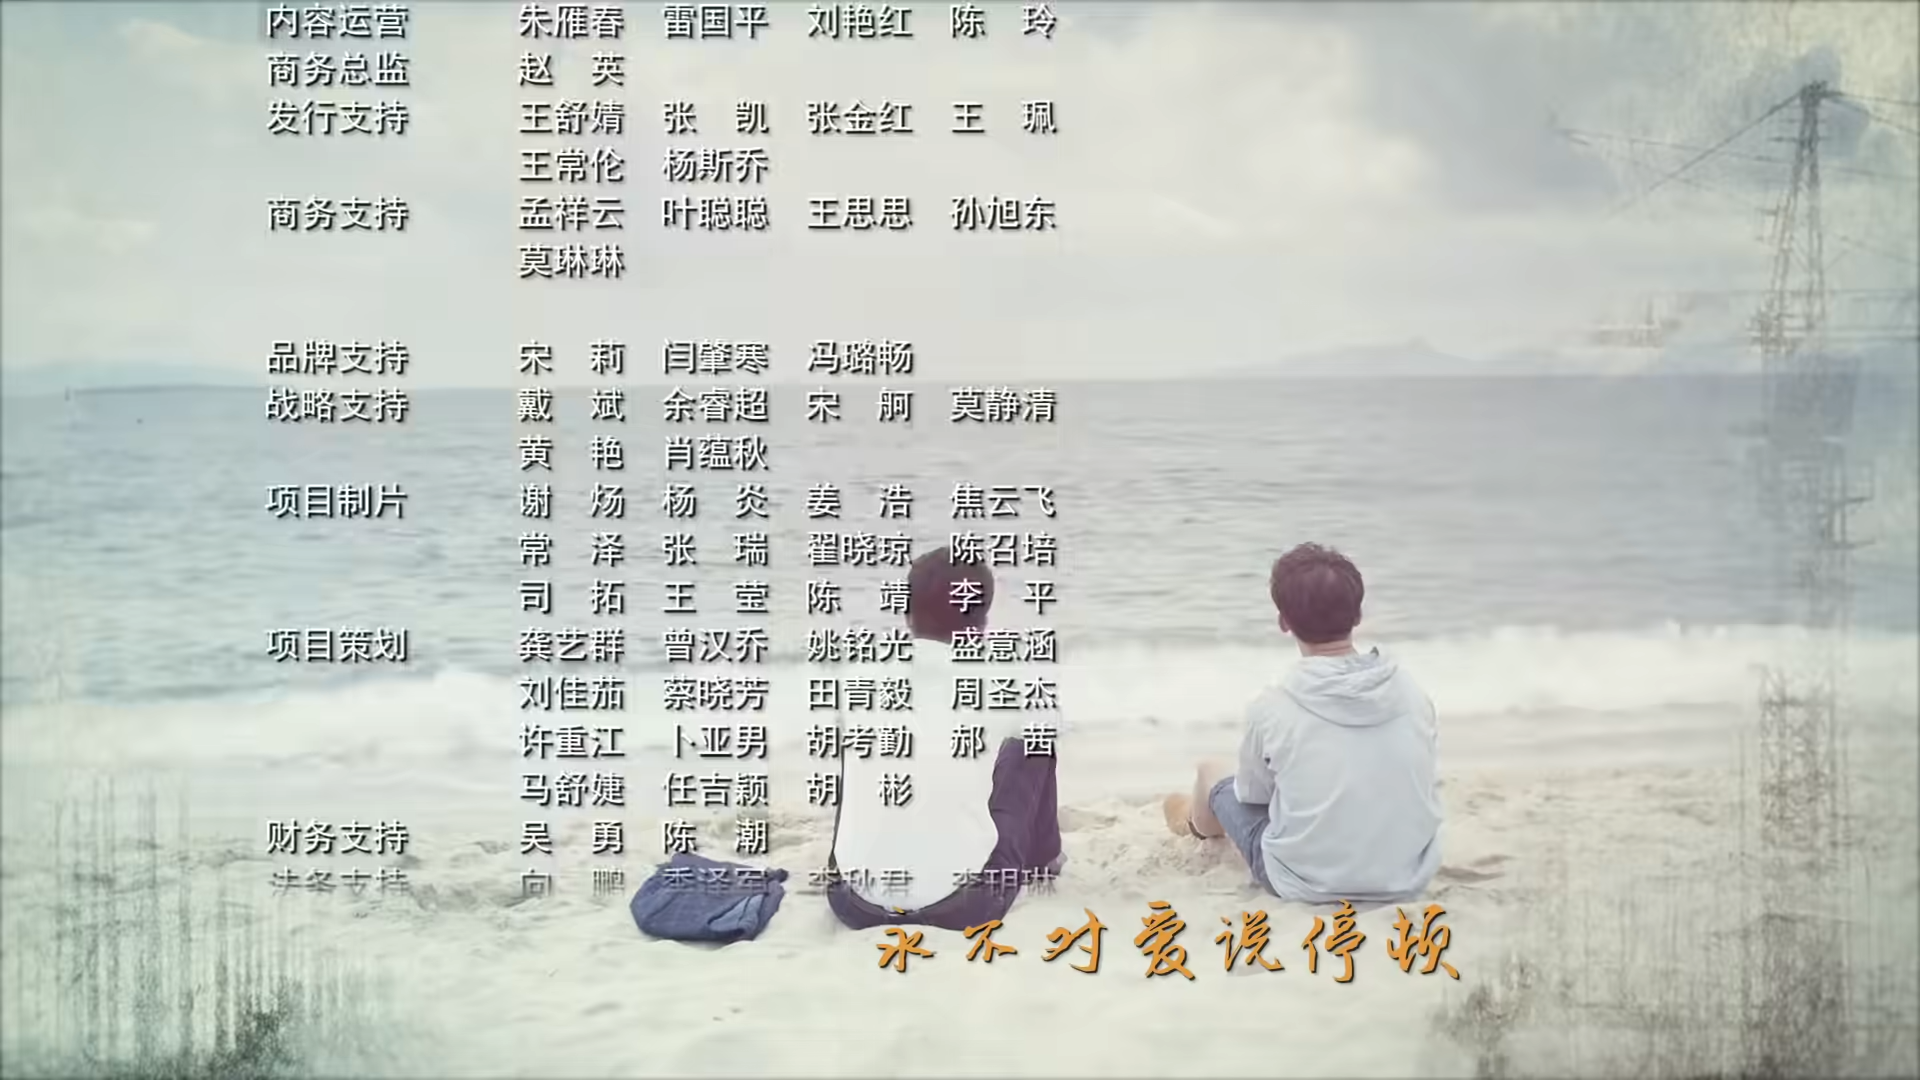 内容运营 朱雁春 雷国平 刘艳红 陈 玲
商务总监 赵 英
发行支持 王舒婧 张 凯 张金红 王 珮
王常伦 杨斯乔
商务支持 孟祥云 叶聪聪 王思思 孙旭东
莫琳琳
品牌支持 宋 莉 闫肇寒 冯璐畅
战略支持 戴 斌 余睿超 宋 舸 莫静清
黄 艳 肖蕴秋
项目制片 谢 炀 杨 炎 姜 浩 焦云飞
常 泽 张 瑞 翟晓琼 陈召培
司 拓 王 莹 陈 靖 李 平
项目策划 龚艺群 曾汉乔 姚铭光 盛意涵
刘佳茄 蔡晓芳 田青毅 周圣杰
许重江 卜亚男 胡考勤 郝 茜
马舒婕 任吉颖 胡 彬
财务支持 吴 勇 陈 潮
法务支持 向 鹏
永不对爱说停顿